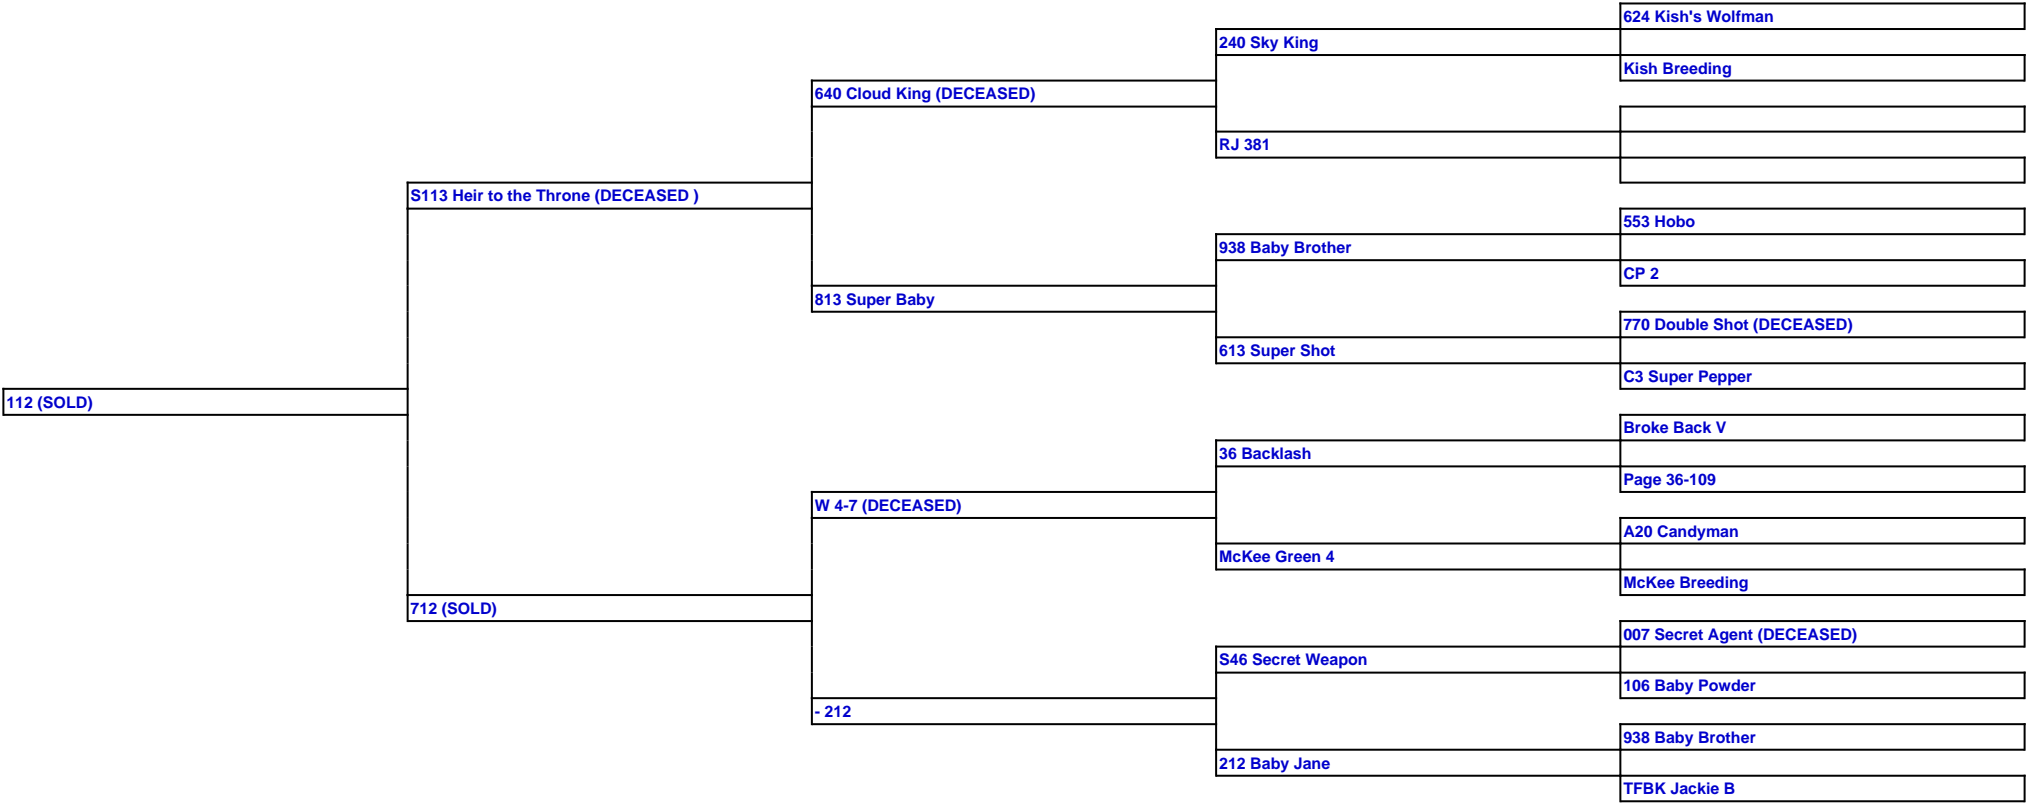 624 Kish's Wolfman
240 Sky King
Kish Breeding
640 Cloud King (DECEASED)
RJ 381
S113 Heir to the Throne (DECEASED )
553 Hobo
938 Baby Brother
CP 2
813 Super Baby
770 Double Shot (DECEASED)
613 Super Shot
C3 Super Pepper
112 (SOLD)
Broke Back V
36 Backlash
Page 36-109
W 4-7 (DECEASED)
A20 Candyman
McKee Green 4
McKee Breeding
712 (SOLD)
007 Secret Agent (DECEASED)
S46 Secret Weapon
106 Baby Powder
- 212
938 Baby Brother
212 Baby Jane
TFBK Jackie B